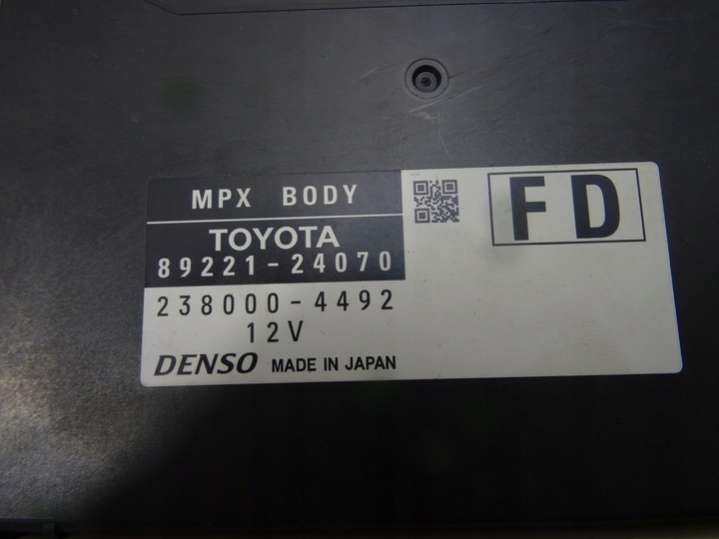 MPX BODY
TOYOTA
89221-24070
238000-4492
12V
DENSO MADE IN JAPAN
FD